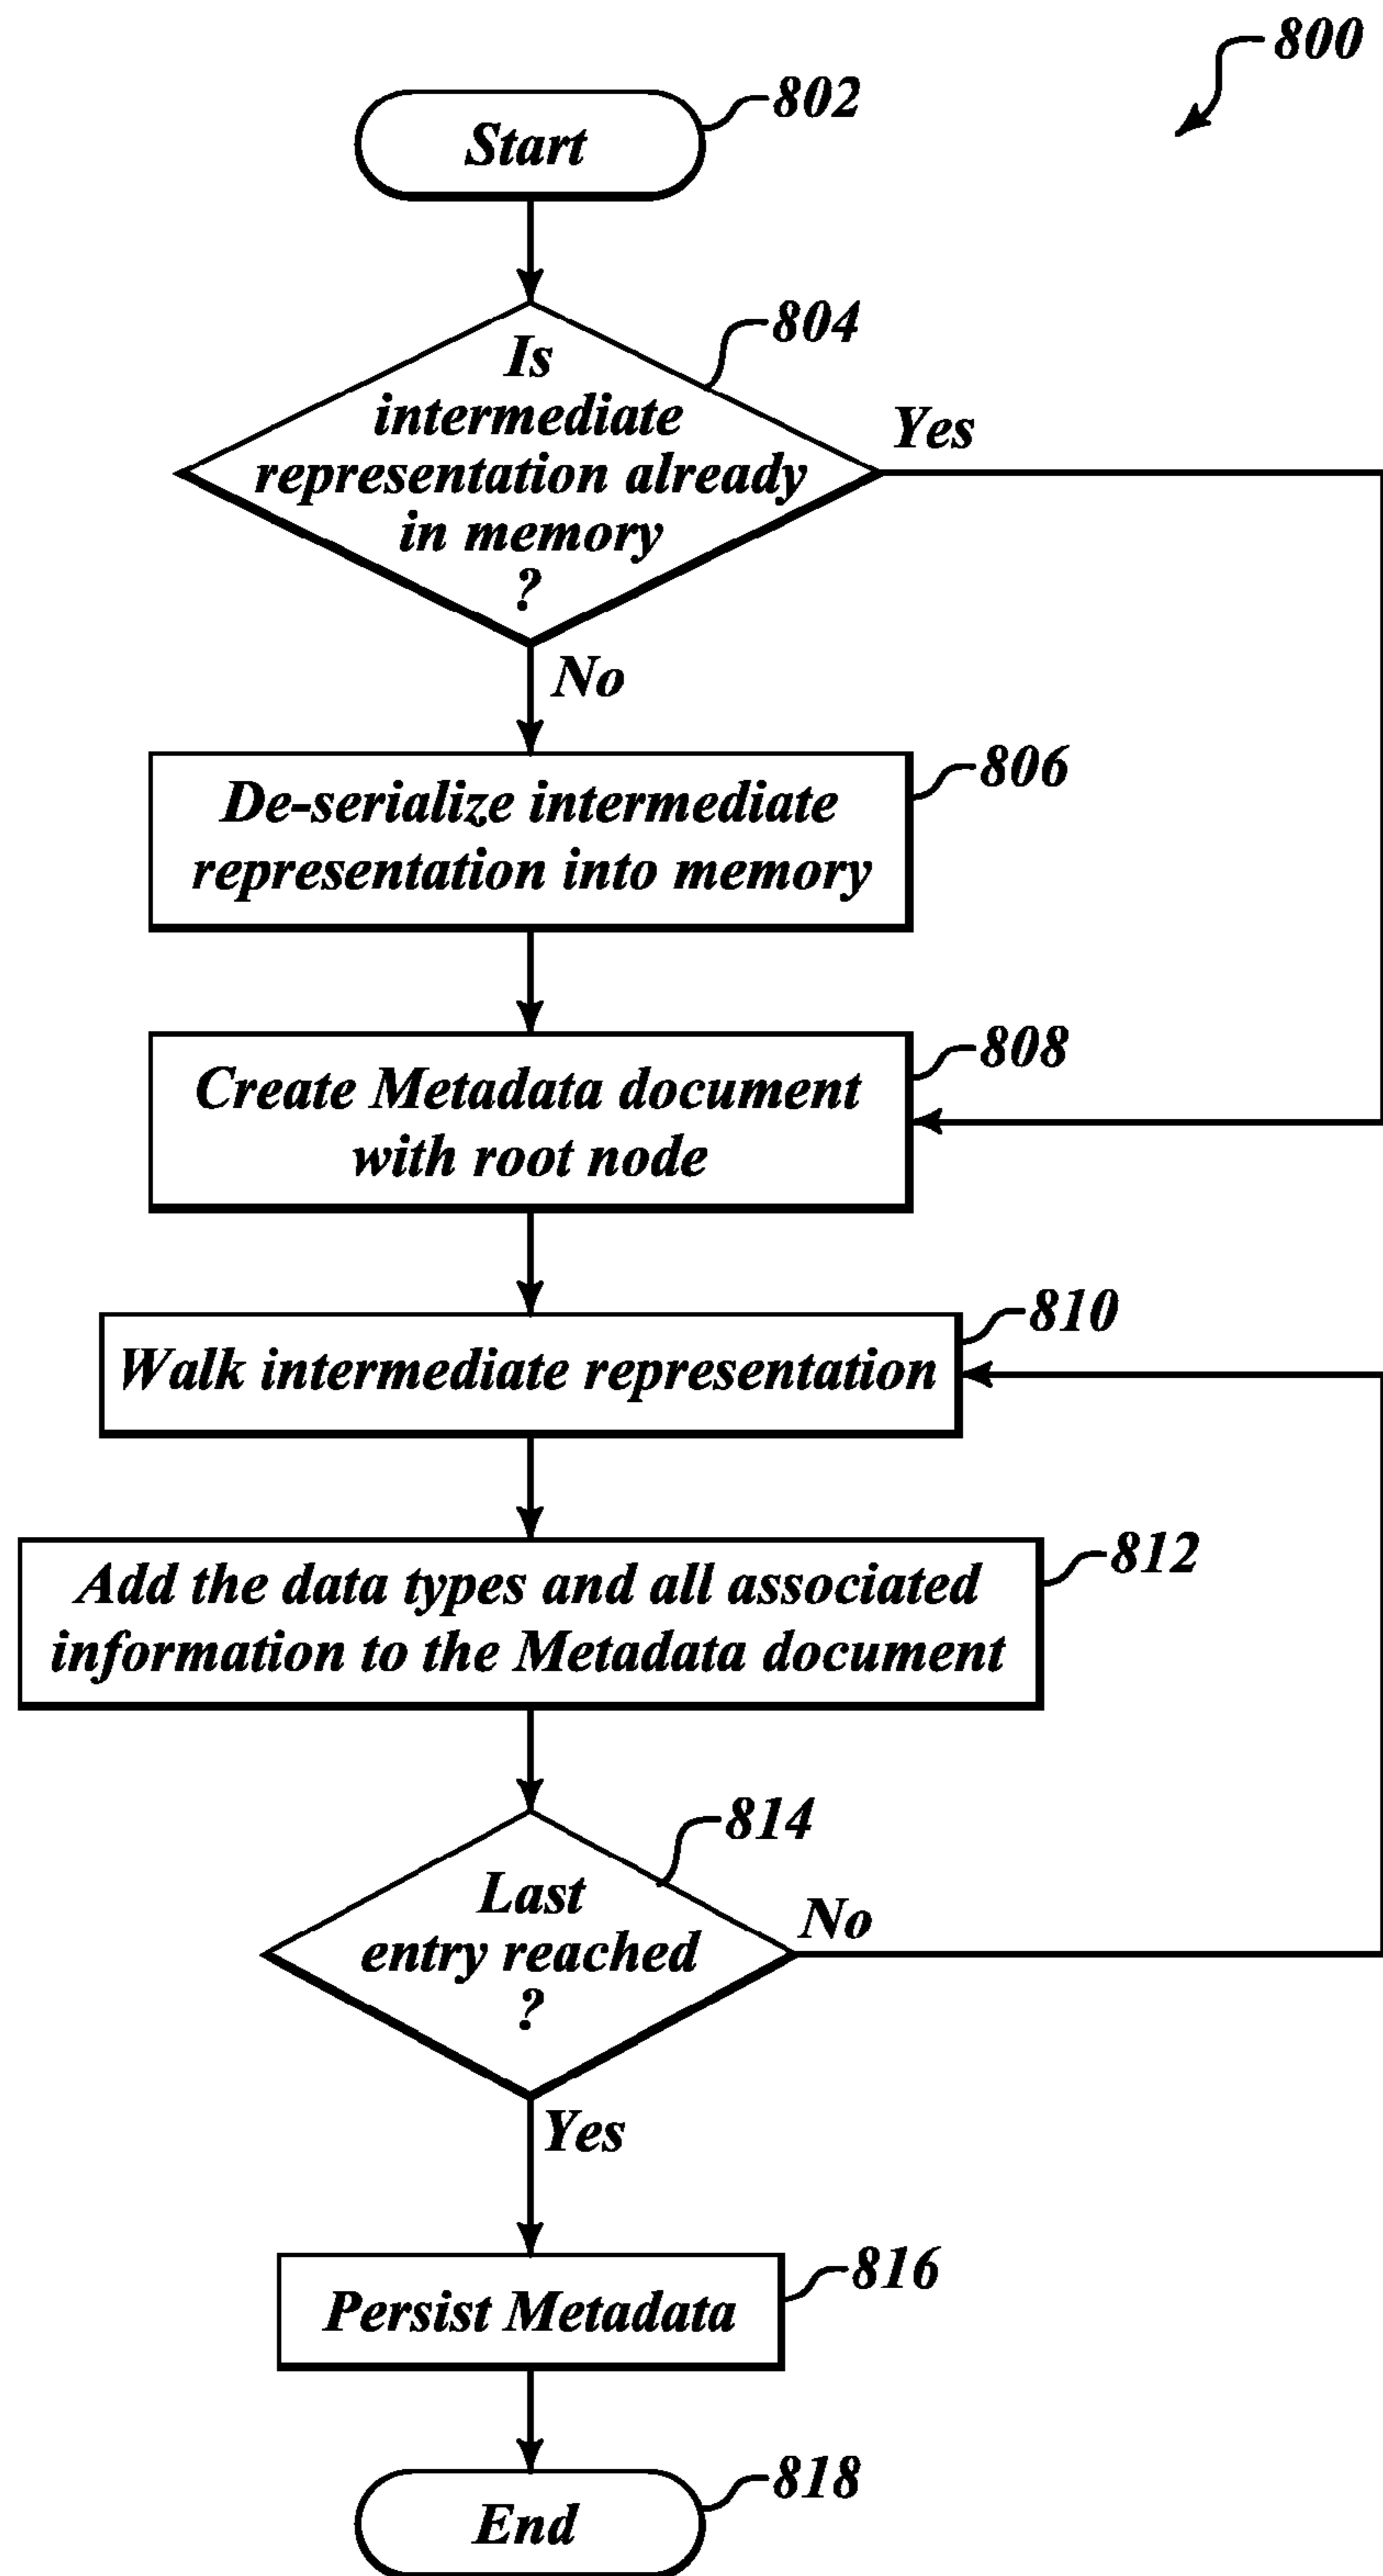 800
802
Start
804
Is
intermediate
representation already
in memory
?
Yes
No
806
De-serialize intermediate
representation into memory
808
Create Metadata document
with root node
810
Walk intermediate representation
812
Add the data types and all associated
information to the Metadata document
814
Last
entry reached
?
No
Yes
816
Persist Metadata
818
End